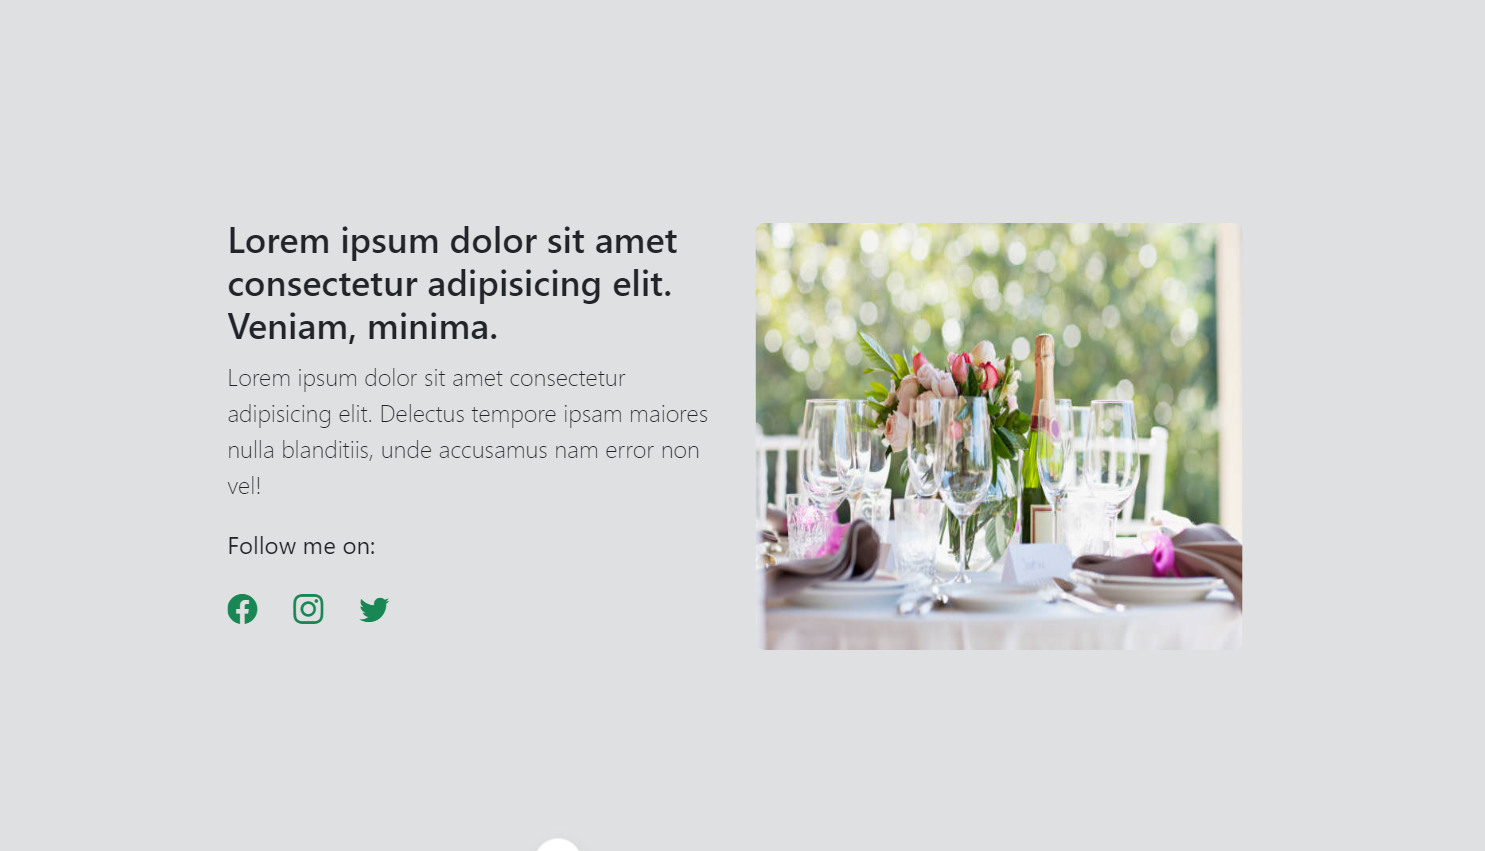 Lorem ipsum dolor sit amet
consectetur adipisicing elit.
Veniam, minima.
Lorem ipsum dolor sit amet consectetur
adipisicing elit. Delectus tempore ipsam maiores
nulla blanditiis, unde accusamus nam error non
vel!
Follow me on: